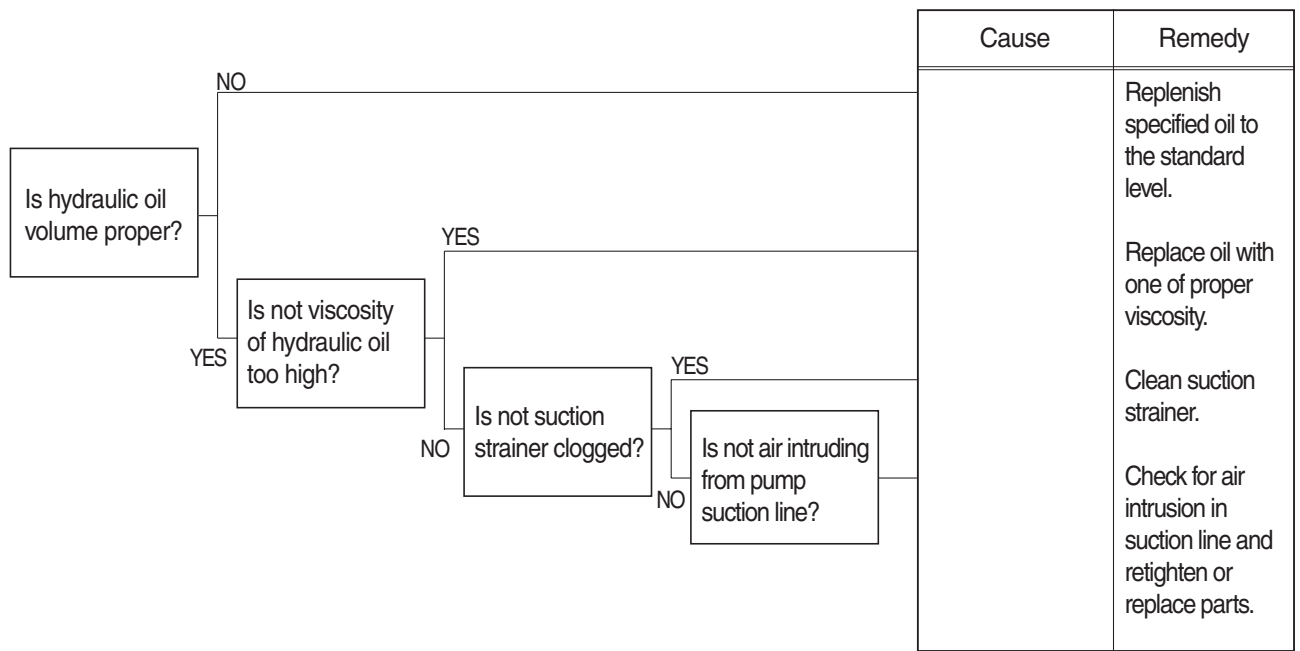 Cause
Remedy
NO
Replenish
specified oil to
the standard
level.
Is hydraulic oil
volume proper?
YES
Replace oil with
one of proper
viscosity.
YES
Is not viscosity
of hydraulic oil
too high?
YES
Clean suction
strainer.
NO
Is not suction
strainer clogged?
NO
Is not air intruding
from pump
suction line?
Check for air
intrusion in
suction line and
retighten or
replace parts.